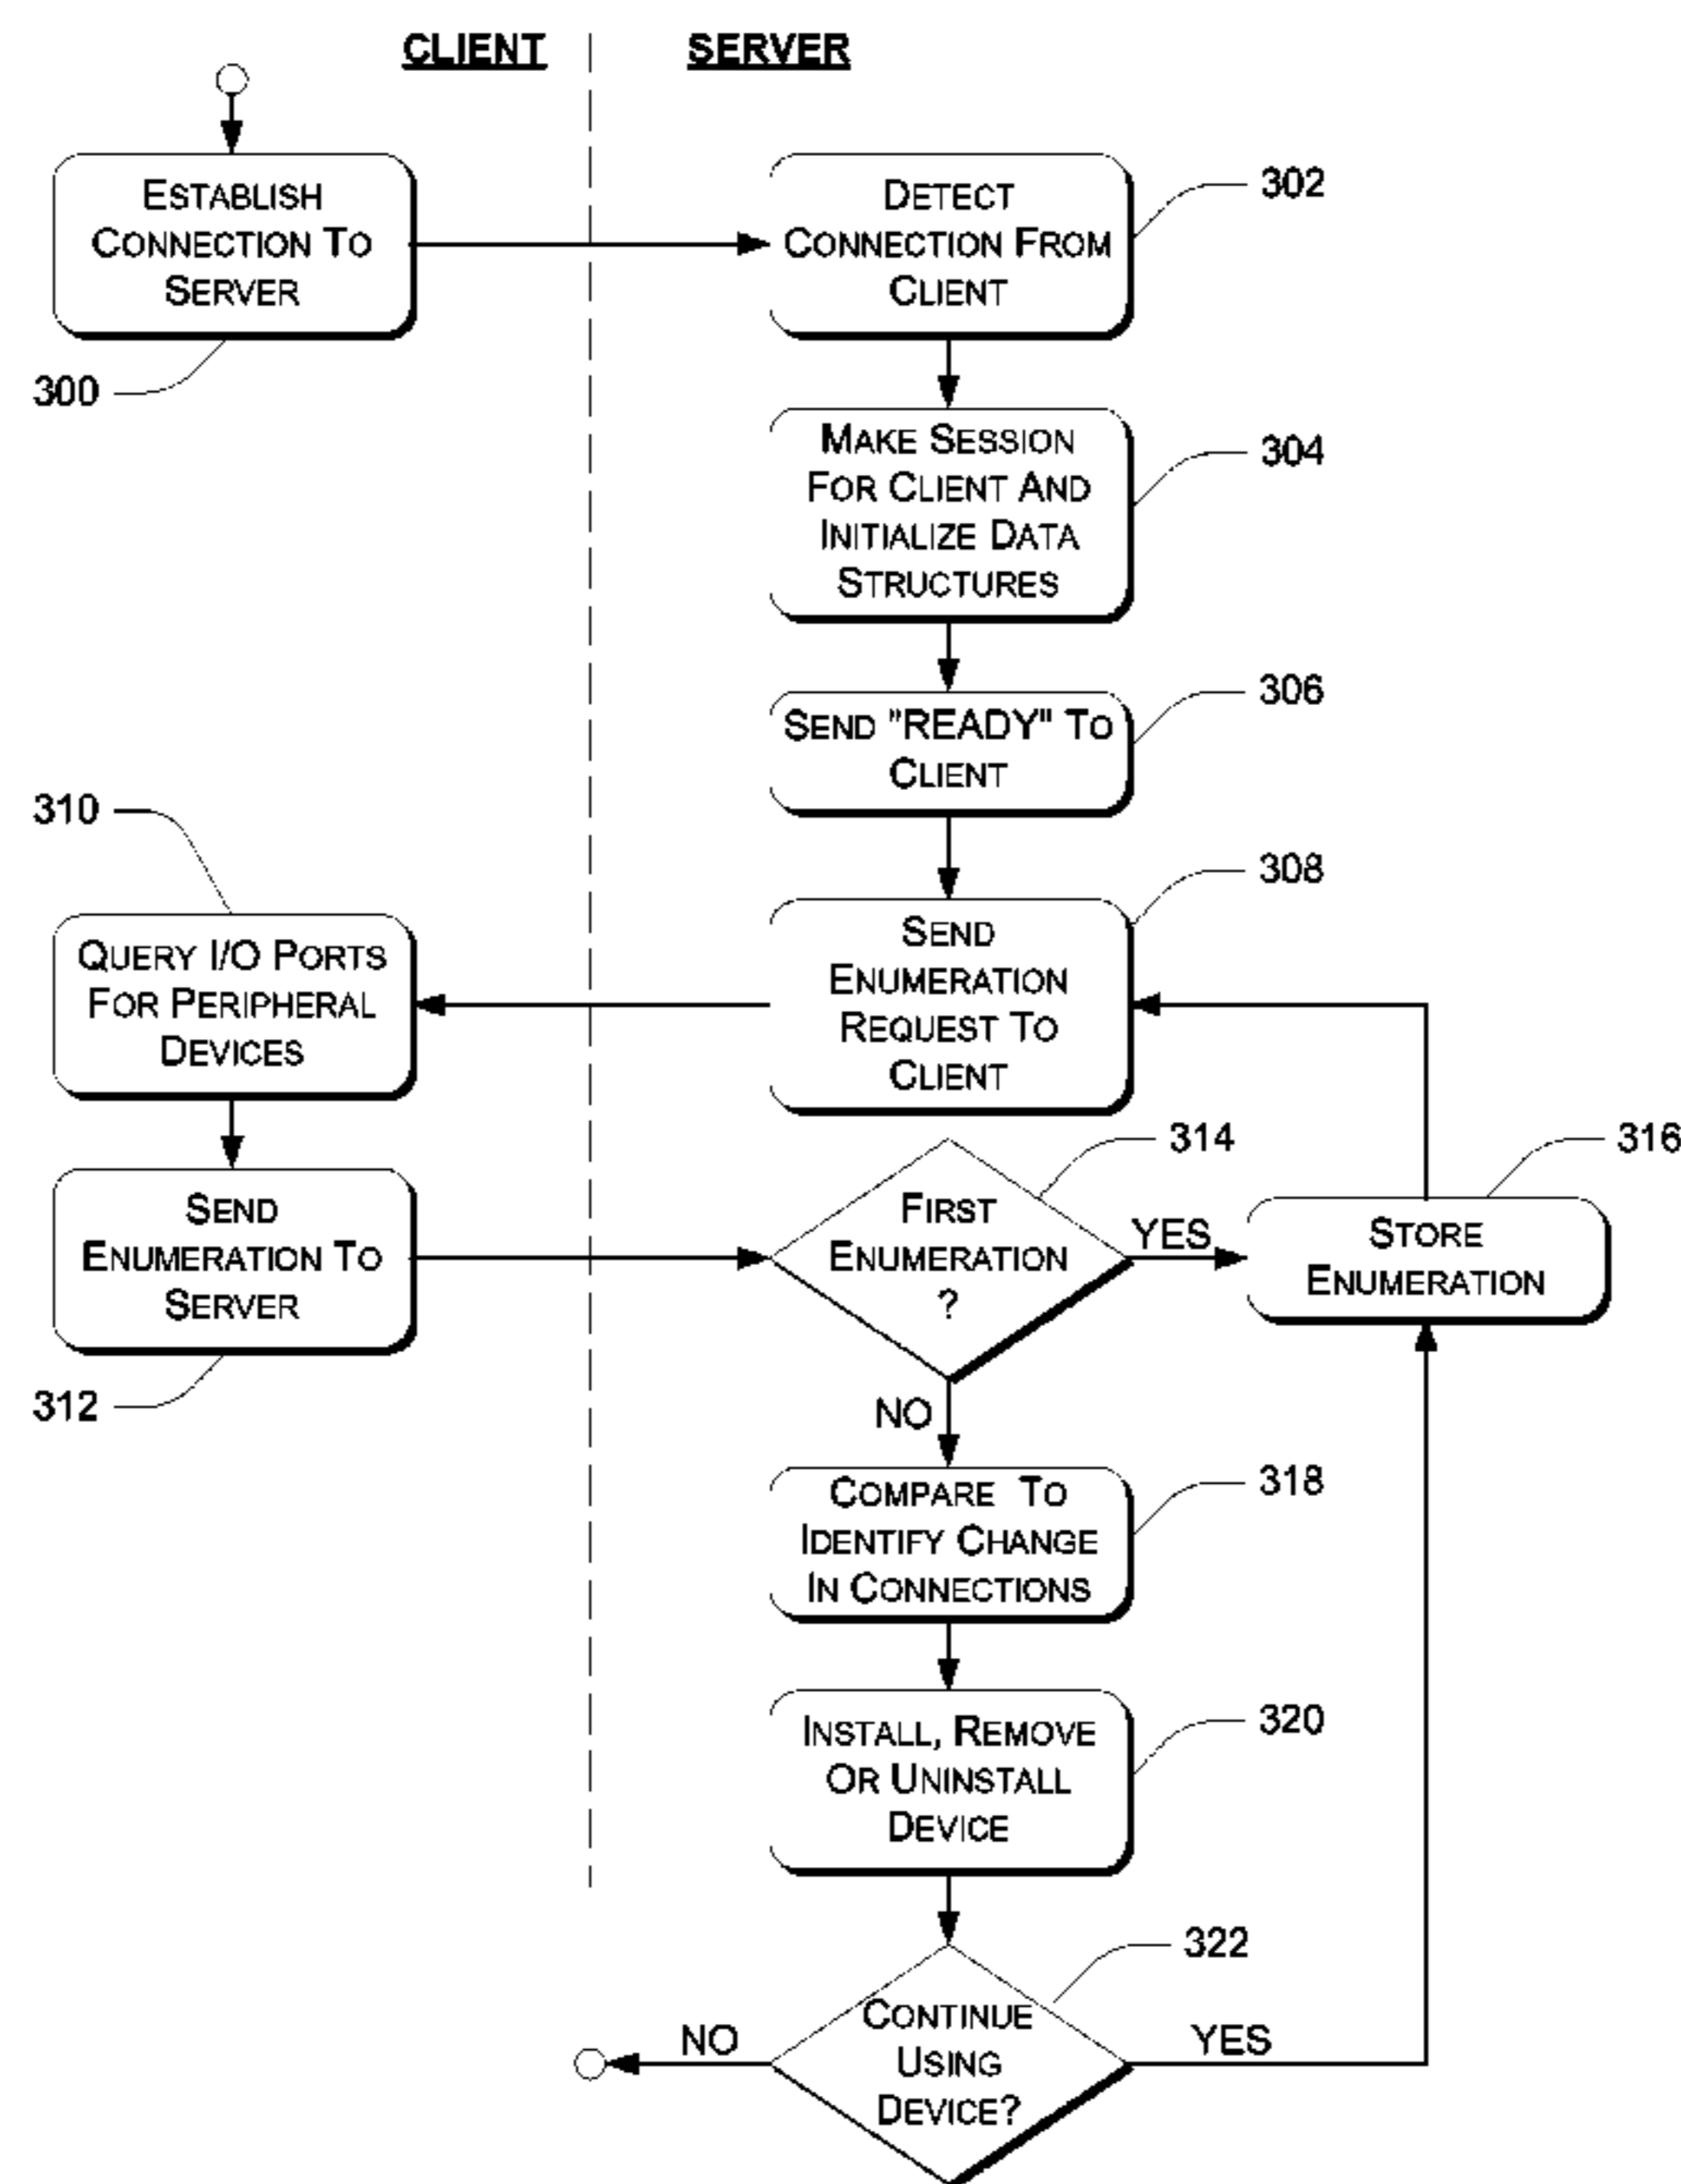 CLIENT
SERVER
ESTABLISH
CONNECTION TO
SERVER
300
DETECT
CONNECTION FROM
CLIENT
302
MAKE SESSION
FOR CLIENT AND
INITIALIZE DATA
STRUCTURES
304
SEND "READY" TO
CLIENT
306
SEND
ENUMERATION
REQUEST TO
CLIENT
308
310
QUERY I/O PORTS
FOR PERIPHERAL
DEVICES
SEND
ENUMERATION TO
SERVER
312
FIRST
ENUMERATION
?
314
YES
NO
STORE
ENUMERATION
316
COMPARE TO
IDENTIFY CHANGE
IN CONNECTIONS
318
INSTALL, REMOVE
OR UNINSTALL
DEVICE
320
CONTINUE
USING
DEVICE?
322
NO
YES